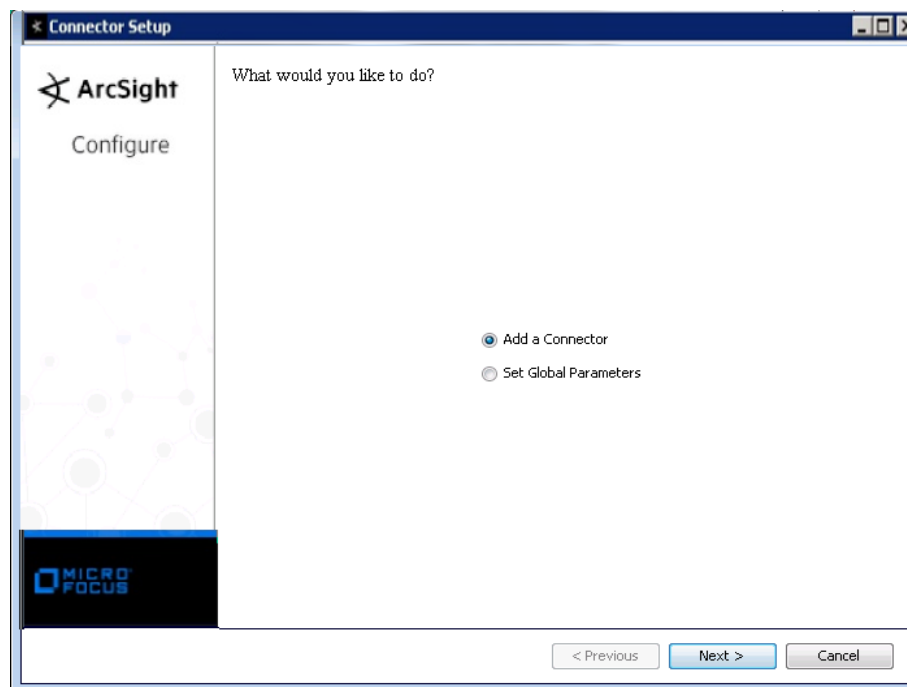 Connector Setup
ArcSight
Configure
What would you like to do?
Add a Connector
Set Global Parameters
MICRO
FOCUS
< Previous
Next >
Cancel